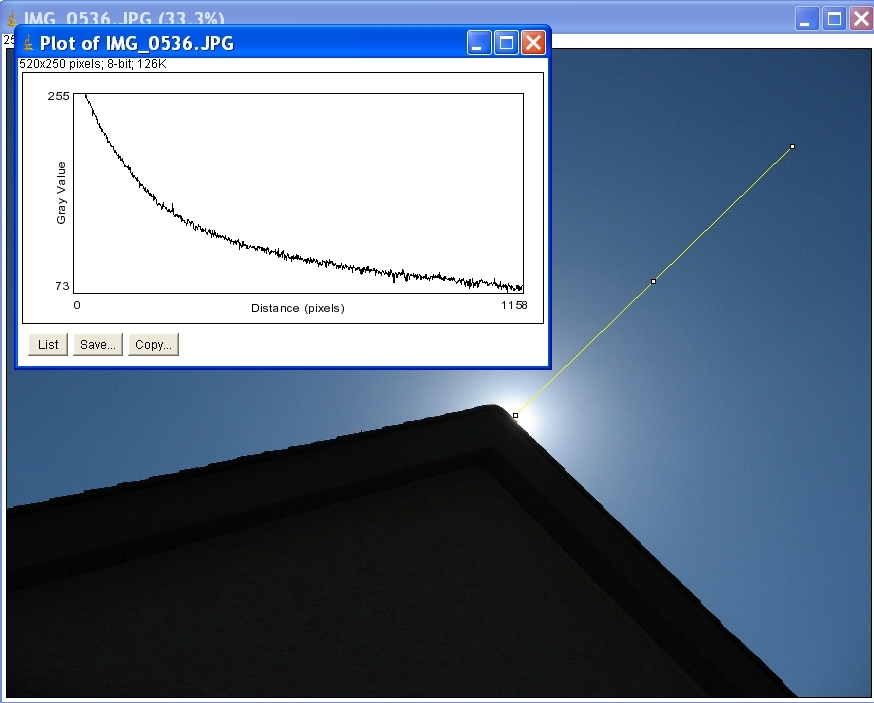 IMG_0536.JPG (33.3%)
25
Plot of IMG_0536.JPG
520x250 pixels; 8-bit; 126K
255
Gray Value
73
0
Distance (pixels)
1158
List
Save...
Copy...